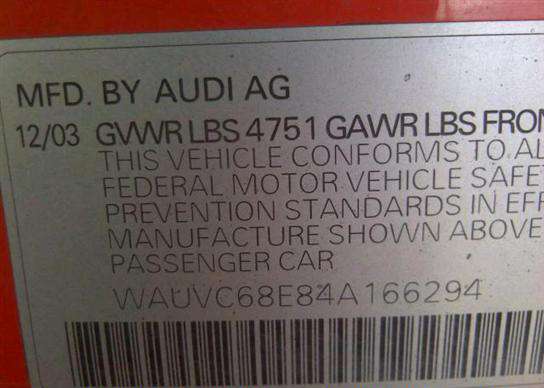 MFD. BY AUDI AG
12/03 GVWR LBS 4751 GAWR LBS FRON
THIS VEHICLE CONFORMS TO AL
FEDERAL MOTOR VEHICLE SAFE
PREVENTION STANDARDS IN EFF
MANUFACTURE SHOWN ABOVE
PASSENGER CAR
WAUVC68E84A166294